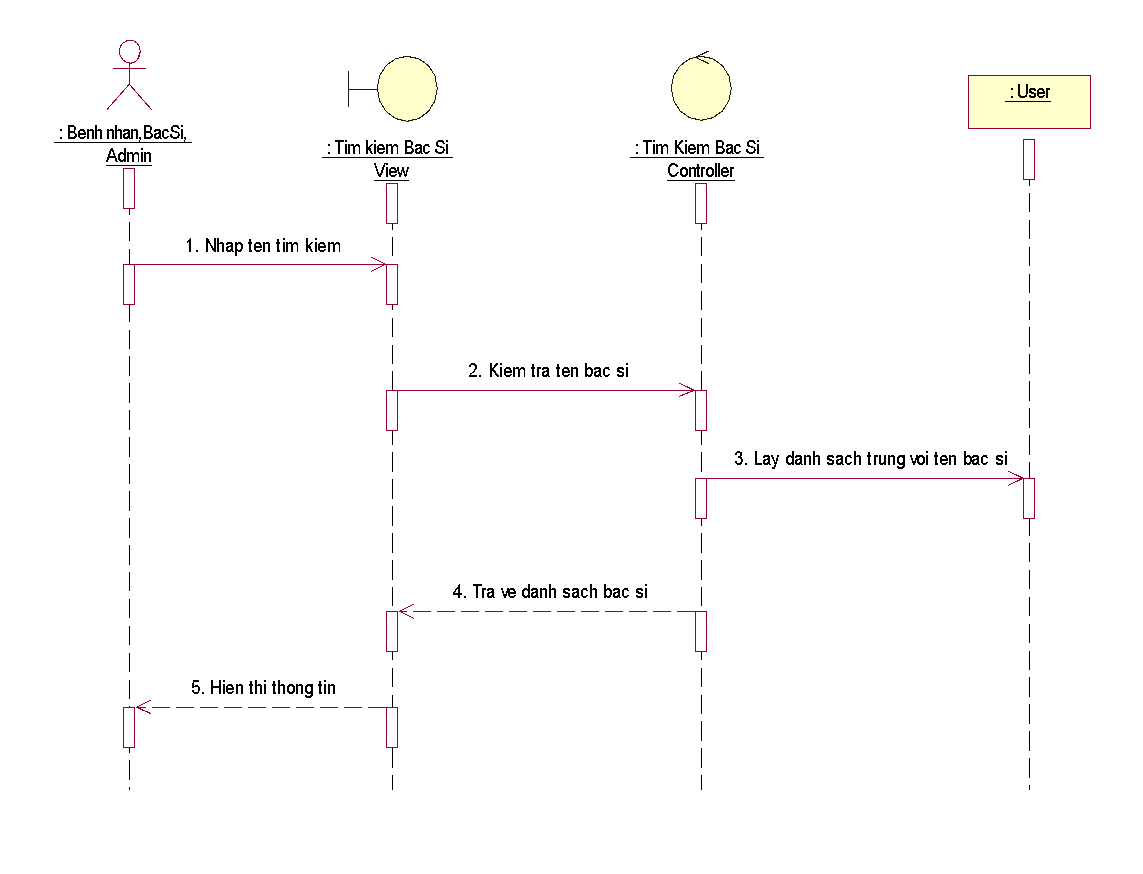 : Benh nhan,BacSi,
Admin
: Tim kiem Bac Si
View
: Tim Kiem Bac Si
Controller
: User
1. Nhap ten tim kiem
2. Kiem tra ten bac si
3. Lay danh sach trung voi ten bac si
4. Tra ve danh sach bac si
5. Hien thi thong tin